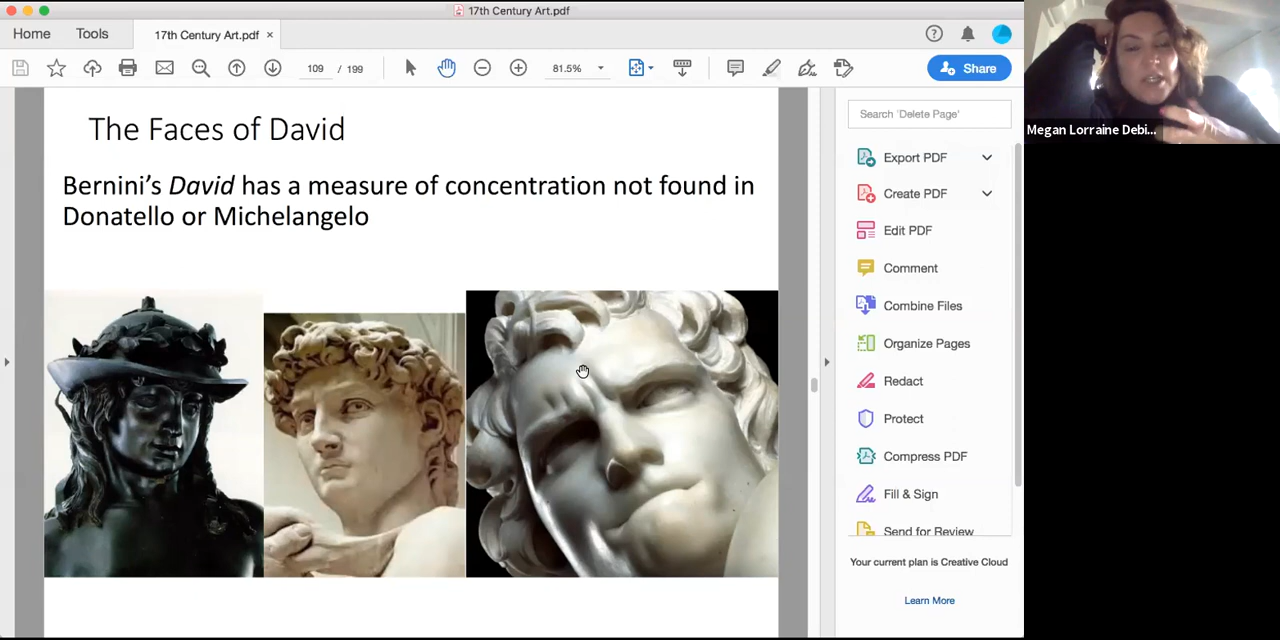 17th Century Art.pdf
Home
Tools
17th Century Art.pdf ×
109 / 199
81.5%
Share
The Faces of David
Bernini's David has a measure of concentration not found in
Donatello or Michelangelo
Search 'Delete Page'
Export PDF
Create PDF
Edit PDF
Comment
Combine Files
Organize Pages
Redact
Protect
Compress PDF
Fill & Sign
Send for Review
Your current plan is Creative Cloud
Learn More
Megan Lorraine Debi...